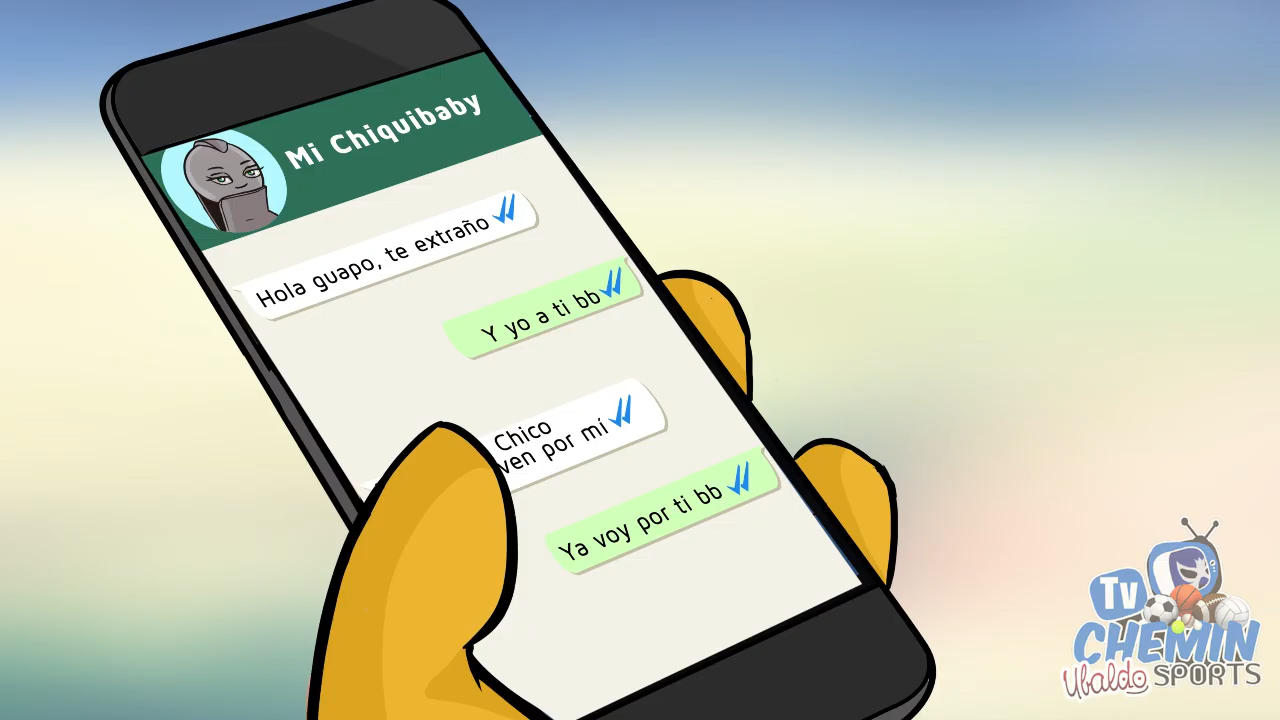 Mi Chiquibaby
Hola guapo, te extraño
Y yo a ti bb
Chico
ven por mí
Ya voy por ti bb
Tv
CHEMIN
Ubaldo SPORTS